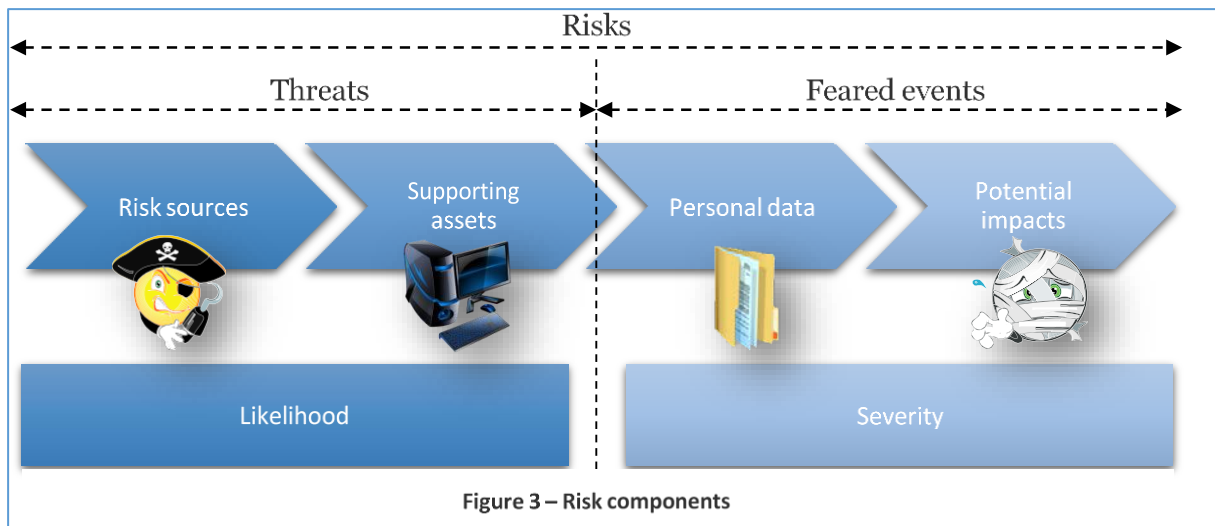 Risks
Threats
Feared events
Risk sources
Supporting
assets
Personal data
Potential
impacts
Likelihood
Severity
Figure 3 – Risk components